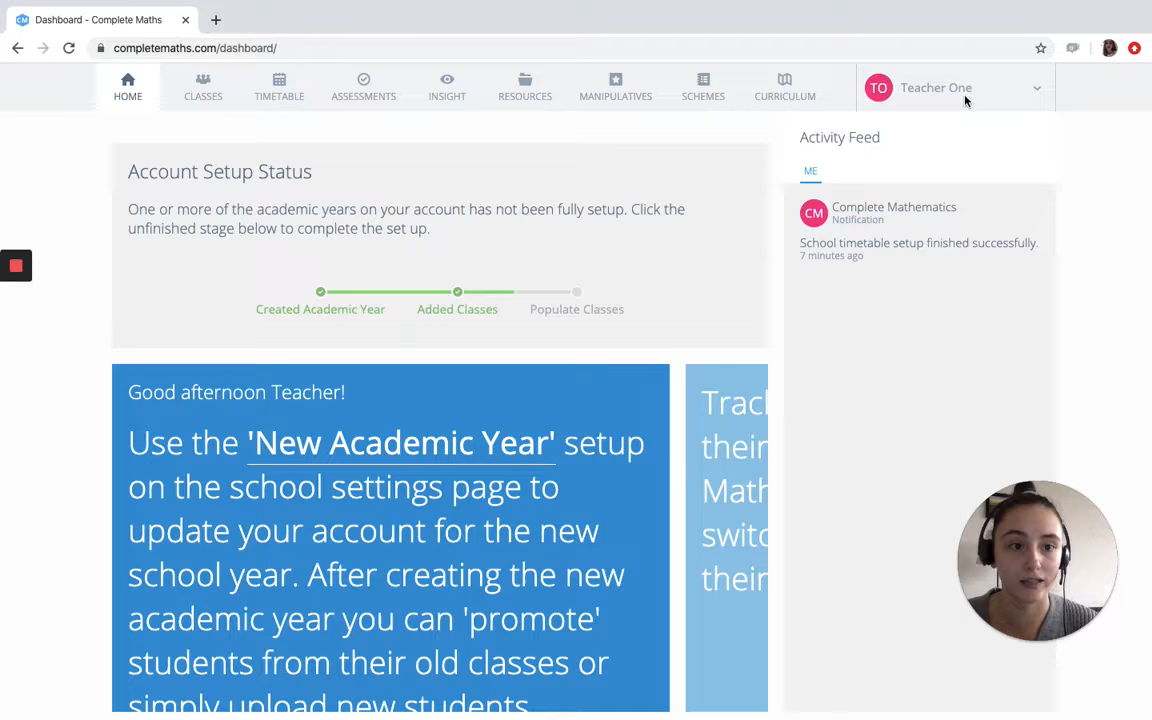 CM Dashboard - Complete Maths
completemaths.com/dashboard/
HOME CLASSES TIMETABLE ASSESSMENTS INSIGHT RESOURCES MANIPULATIVES SCHEMES CURRICULUM
TO Teacher One
Account Setup Status
One or more of the academic years on your account has not been fully setup. Click the
unfinished stage below to complete the set up.
Created Academic Year Added Classes Populate Classes
Good afternoon Teacher!
Use the 'New Academic Year' setup
on the school settings page to
update your account for the new
school year. After creating the new
academic year you can 'promote'
students from their old classes or
simply upload new students
their
their
Activity Feed
ME
CM Complete Mathematics
Notification
School timetable setup finished successfully.
7 minutes ago